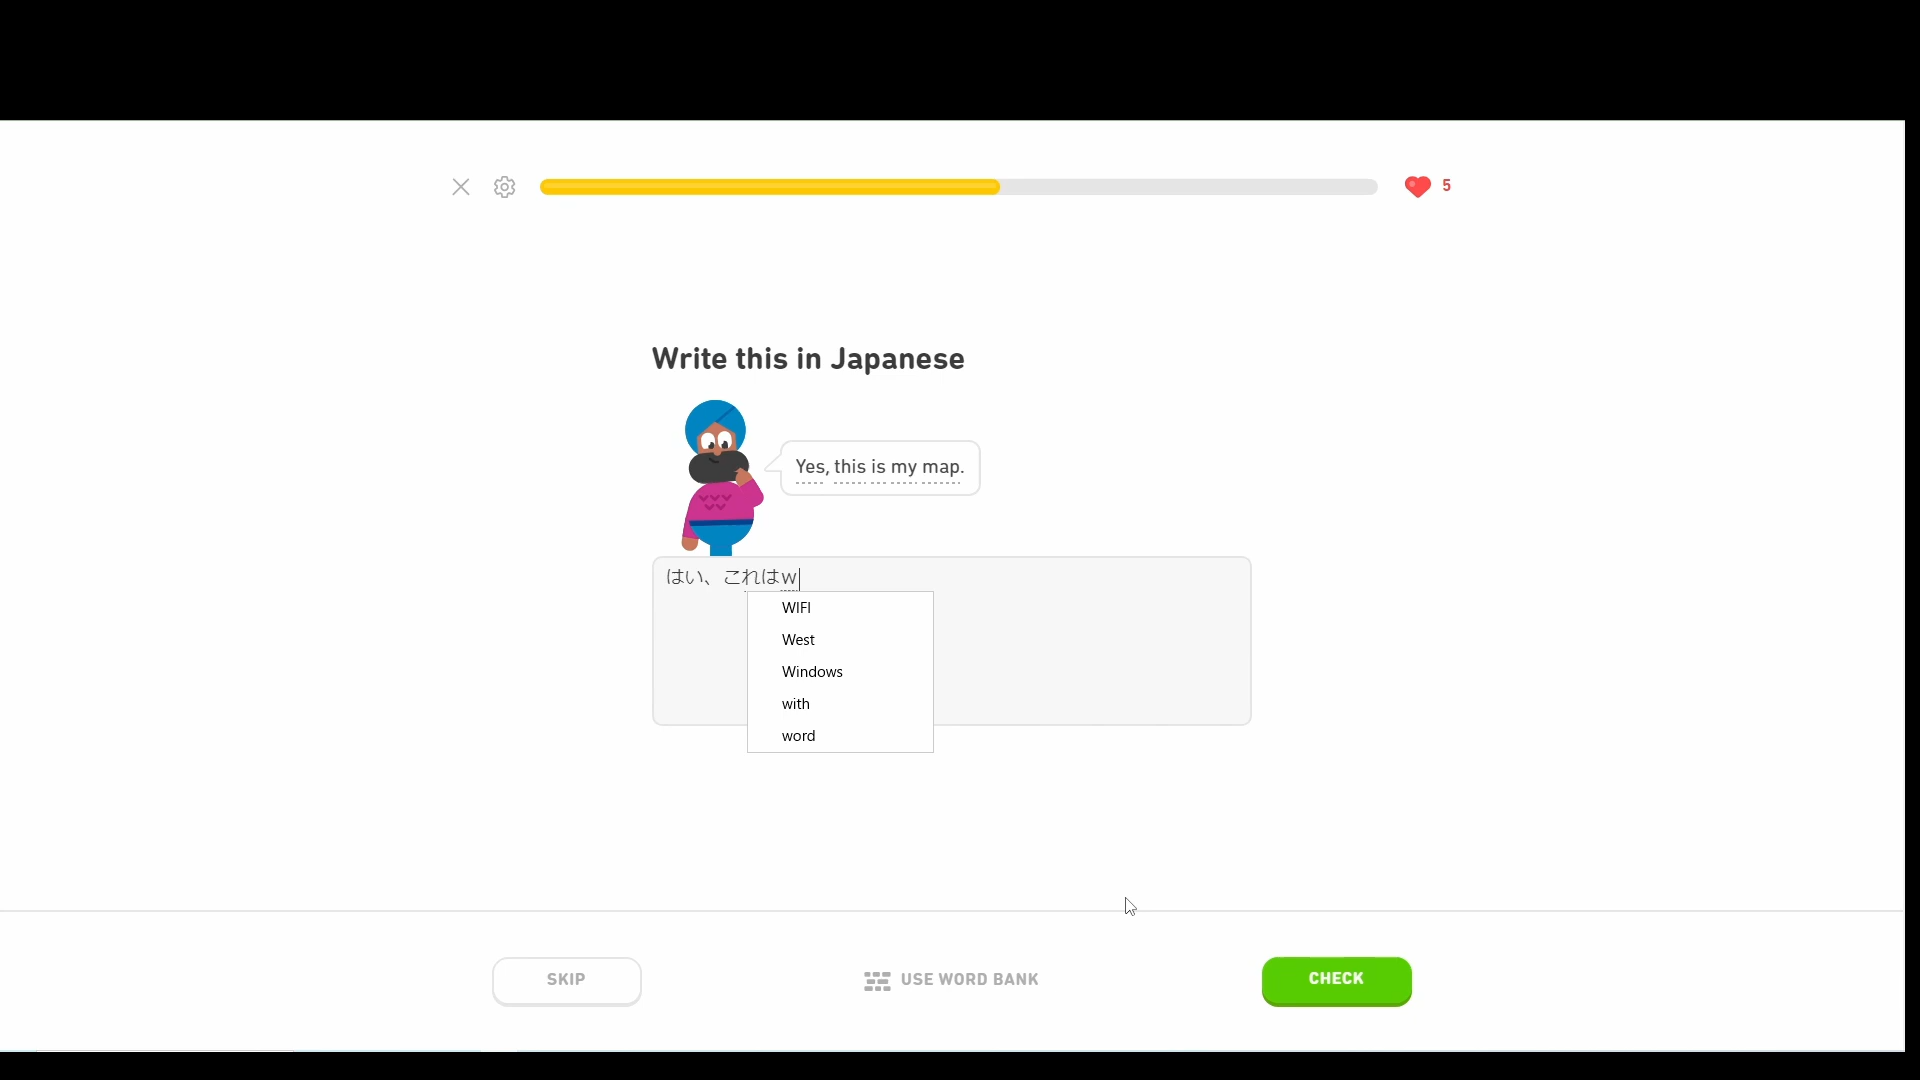 5
Write this in Japanese
Yes, this is my map.
はい、これはw
WIFI
West
Windows
with
word
SKIP
USE WORD BANK
CHECK